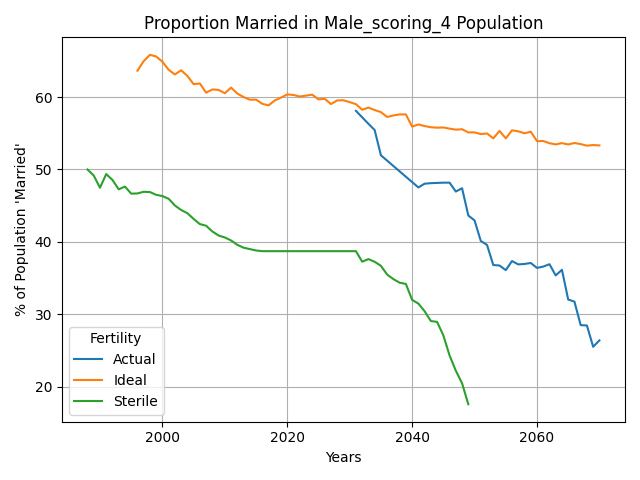 Proportion Married in Male_scoring_4 Population
% of Population 'Married'
60
50
40
30
20
Fertility
Actual
Ideal
Sterile
2000
2020
2040
2060
Years